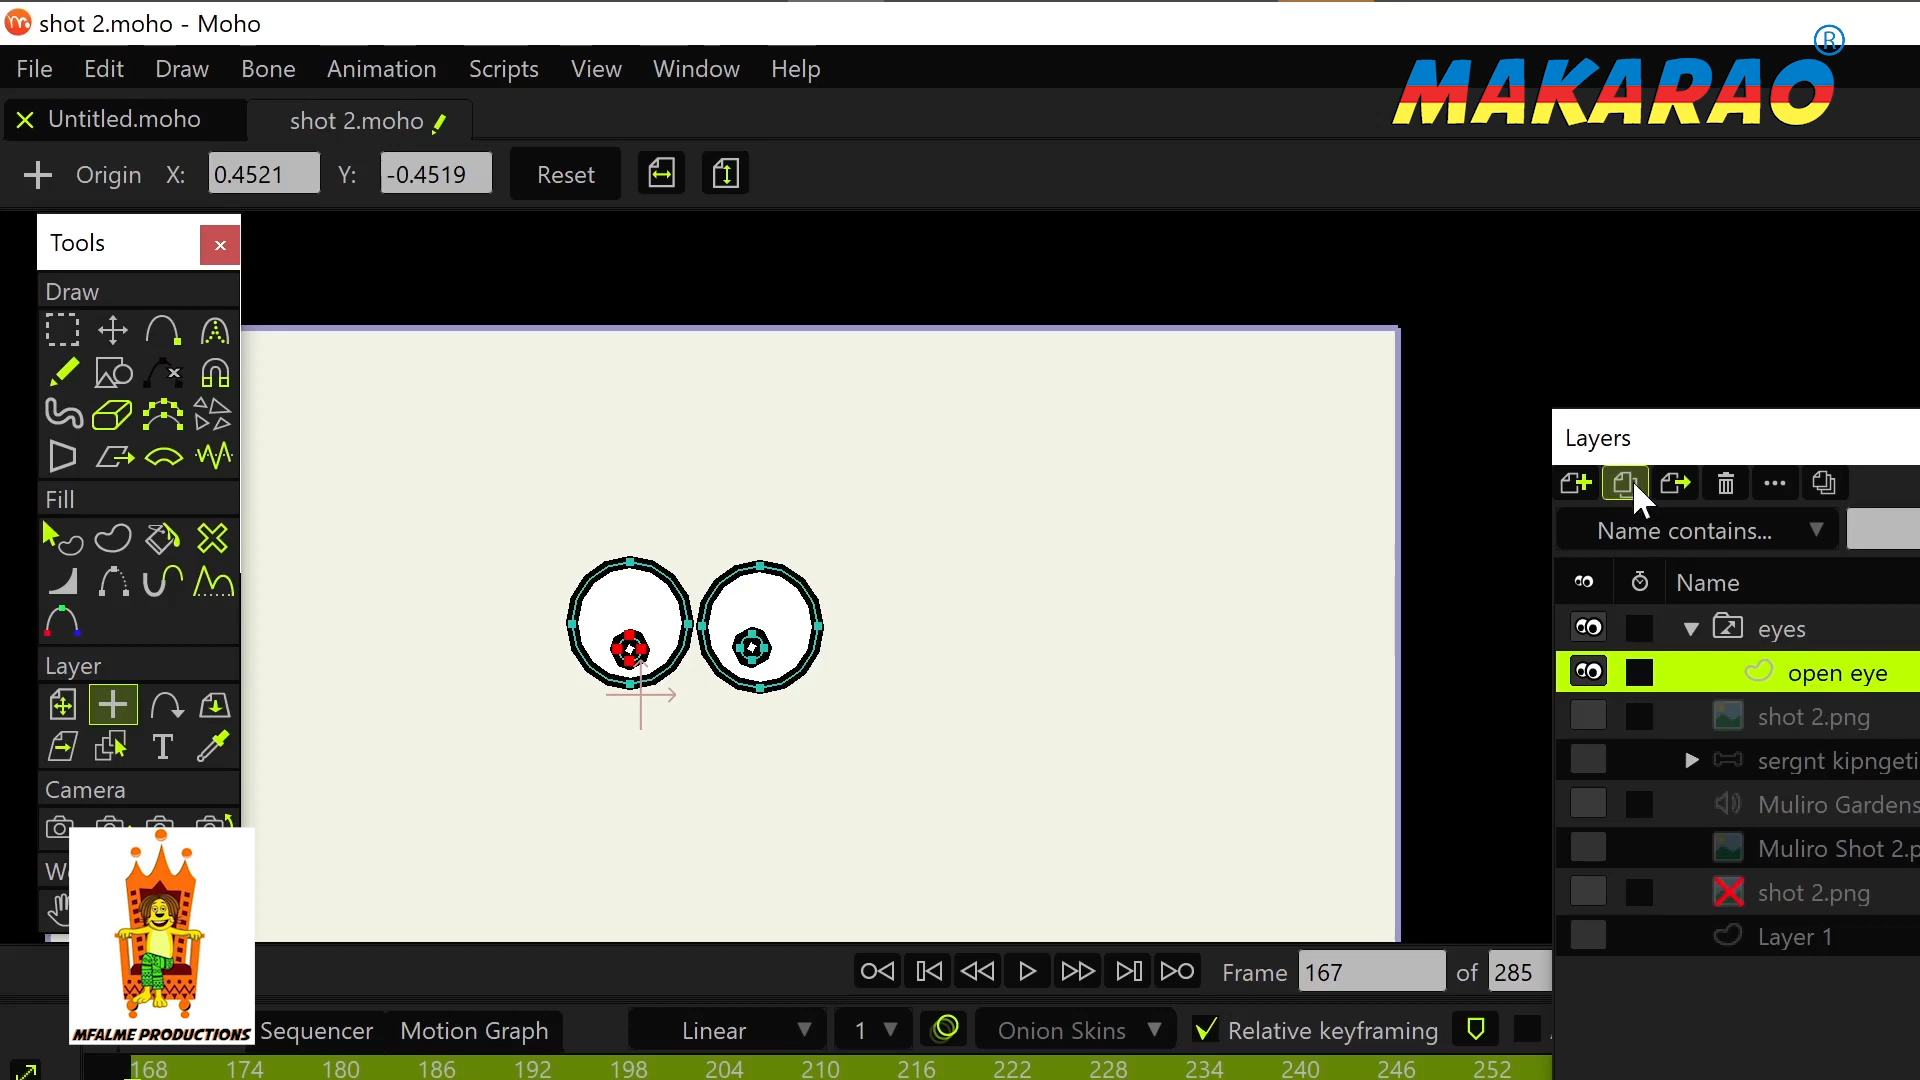 shot 2.moho - Moho
File Edit Draw Bone Animation Scripts View Window Help
MAKARAO ®
Untitled.moho shot 2.moho
Origin X: 0.4521 Y: -0.4519 Reset
Tools
Draw
Fill
Layer
T
Camera
MFALME PRODUCTIONS
Layers
Name contains...
Name
eyes
open eye
shot 2.png
sergnt kipngeti
Muliro Gardens
Muliro Shot 2.p
shot 2.png
Layer 1
Frame 167 of 285
Sequencer Motion Graph Linear 1 Onion Skins Relative keyframing
168 174 180 186 192 198 204 210 216 222 228 234 240 246 252